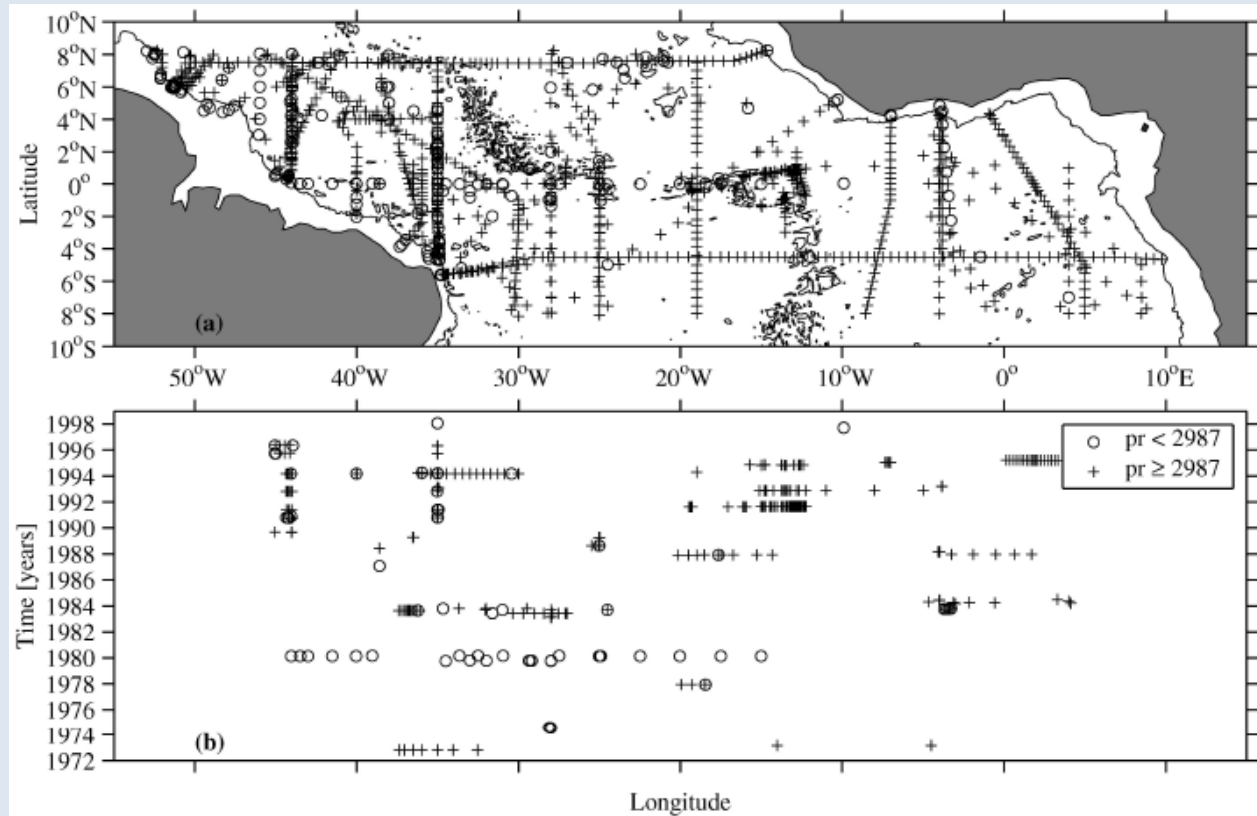 10°N
8°N
6°N
4°N
2°N
0°
2°S
4°S
6°S
8°S
10°S
Latitude
(a)
50°W 40°W 30°W 20°W 10°W 0° 10°E
1998
1996
1994
1992
1990
1988
1986
1984
1982
1980
1978
1976
1974
1972
Time [years]
pr < 2987
pr ≥ 2987
(b)
Longitude